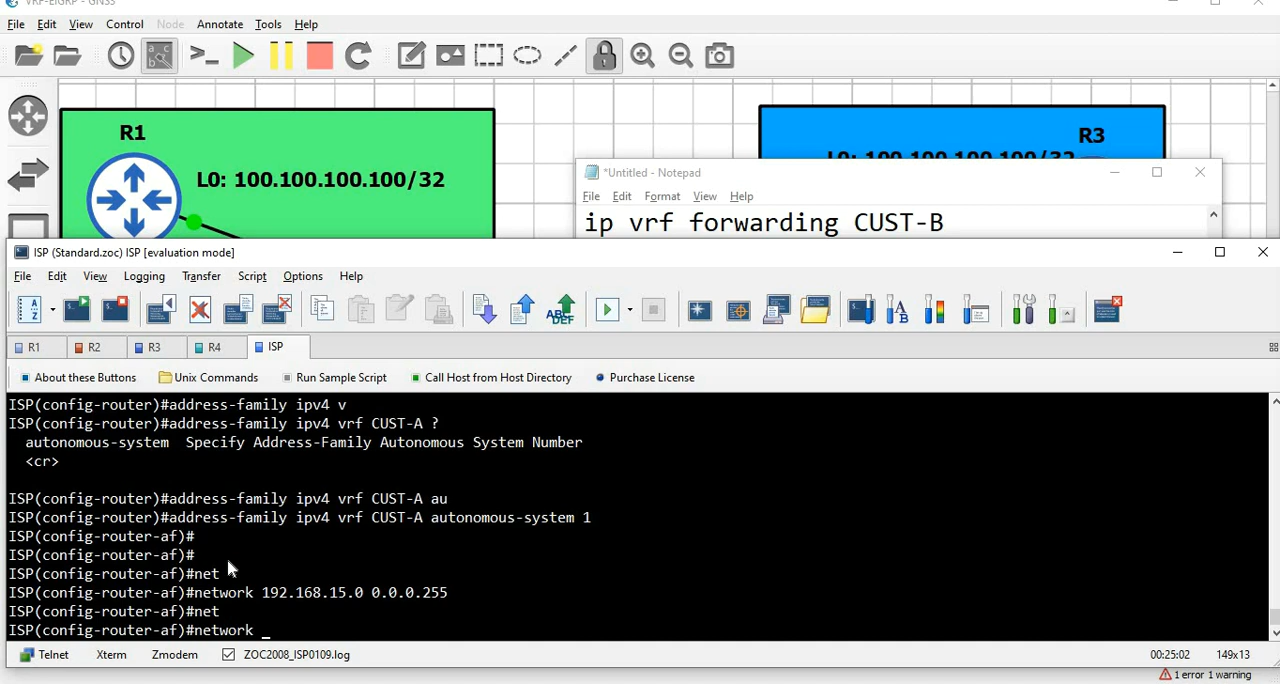 VRF-EIGRP - GNS3
File Edit View Control Node Annotate Tools Help
R1
L0: 100.100.100.100/32
R3
L0: 100.100.100.100/32
*Untitled - Notepad
File Edit Format View Help
ip vrf forwarding CUST-B
ISP (Standard.zoc) ISP [evaluation mode]
File Edit View Logging Transfer Script Options Help
R1 R2 R3 R4 ISP
About these Buttons Unix Commands Run Sample Script Call Host from Host Directory Purchase License
ISP(config-router)#address-family ipv4 v
ISP(config-router)#address-family ipv4 vrf CUST-A ?
autonomous-system Specify Address-Family Autonomous System Number
<cr>
ISP(config-router)#address-family ipv4 vrf CUST-A au
ISP(config-router)#address-family ipv4 vrf CUST-A autonomous-system 1
ISP(config-router-af)#
ISP(config-router-af)#
ISP(config-router-af)#net
ISP(config-router-af)#network 192.168.15.0 0.0.0.255
ISP(config-router-af)#net
ISP(config-router-af)#network _
Telnet Xterm Zmodem ZOC2008_ISP0109.log 00:25:02 149x13
1 error 1 warning